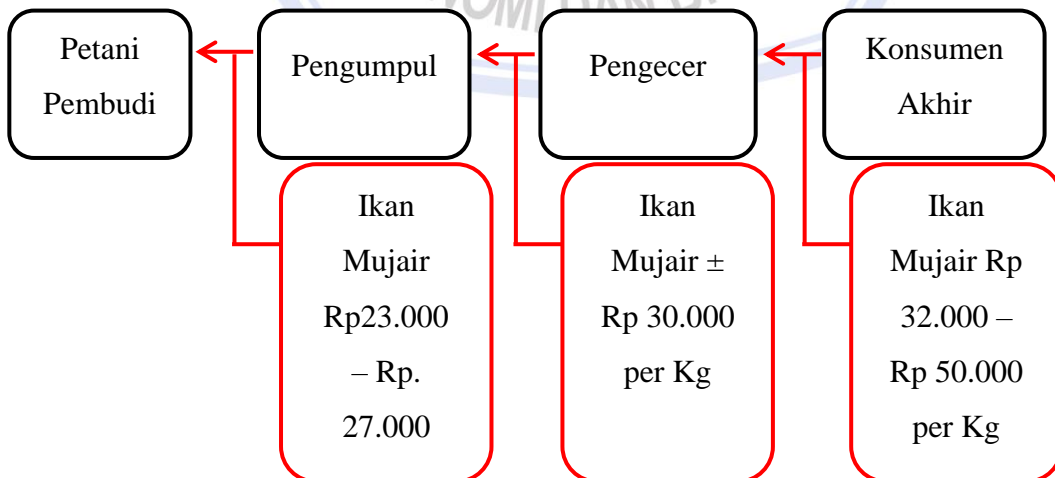 Petani
Pembudi
Pengumpul
Pengecer
Konsumen
Akhir
Ikan
Mujair
Rp23.000
– Rp.
27.000
Ikan
Mujair ±
Rp 30.000
per Kg
Ikan
Mujair Rp
32.000 –
Rp 50.000
per Kg